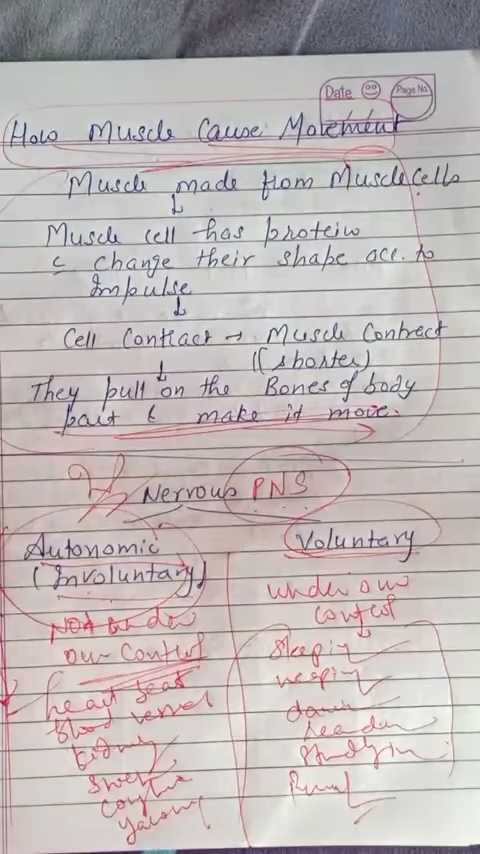 Date
Page No.
How Muscle Cause Movement
Muscle made from Muscle Cells
↓
Muscle cell has protein
& change their shape acc. to
Impulse
↓
Cell Contract → Muscle Contract
(shorter)
↓
They pull on the Bones of body
part & make it move.
Nervous PNS
Autonomic
(Involuntary)
Voluntary
Not under
our Control
heart beat
Blood vessel
kidney
under our
control
↓
Sleeping
Run